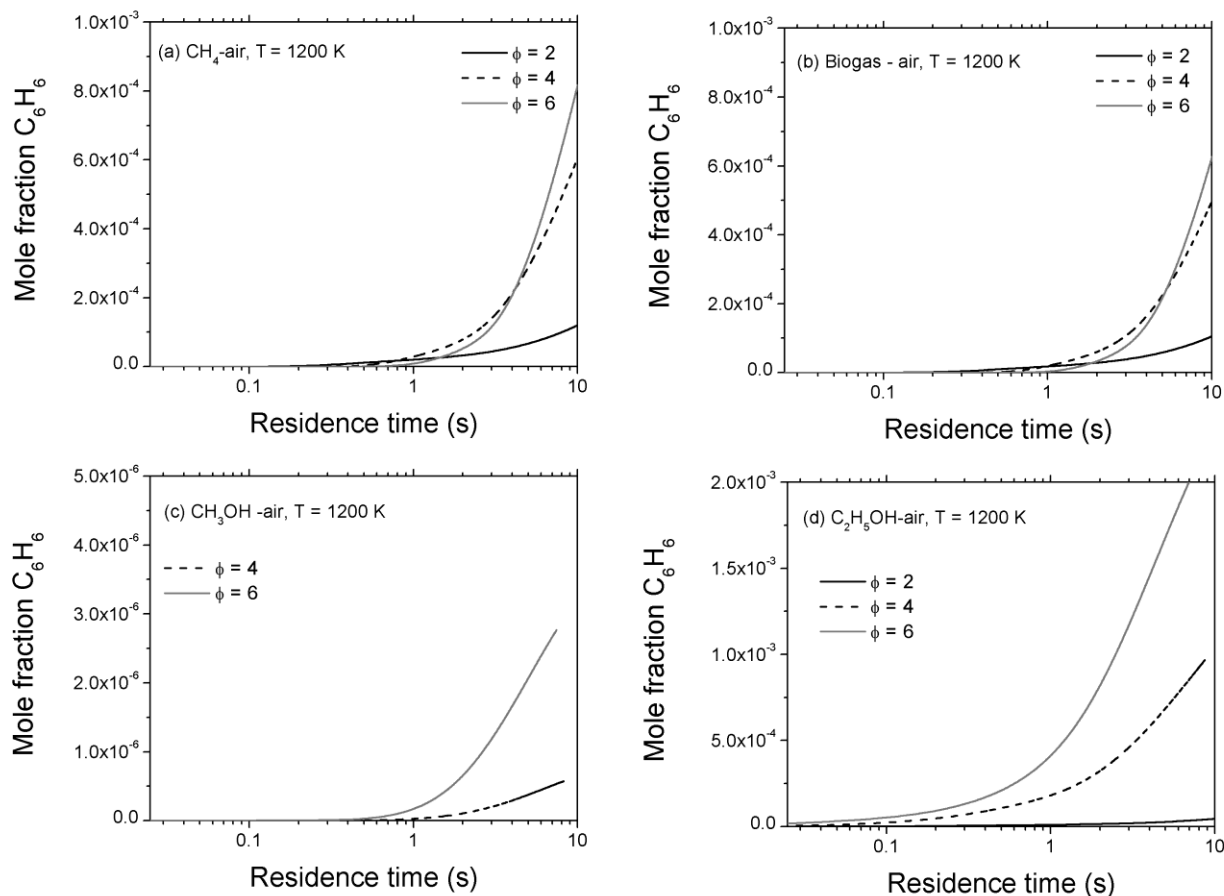 (a) CH₄-air, T = 1200 K
ϕ = 2
ϕ = 4
ϕ = 6
Mole fraction C₆H₆
1.0x10⁻³
8.0x10⁻⁴
6.0x10⁻⁴
4.0x10⁻⁴
2.0x10⁻⁴
0.0
0.1
1
10
Residence time (s)
(b) Biogas - air, T = 1200 K
ϕ = 2
ϕ = 4
ϕ = 6
Mole fraction C₆H₆
1.0x10⁻³
8.0x10⁻⁴
6.0x10⁻⁴
4.0x10⁻⁴
2.0x10⁻⁴
0.0
0.1
1
10
Residence time (s)
(c) CH₃OH -air, T = 1200 K
ϕ = 4
ϕ = 6
Mole fraction C₆H₆
5.0x10⁻⁶
4.0x10⁻⁶
3.0x10⁻⁶
2.0x10⁻⁶
1.0x10⁻⁶
0.0
0.1
1
10
Residence time (s)
(d) C₂H₅OH-air, T = 1200 K
ϕ = 2
ϕ = 4
ϕ = 6
Mole fraction C₆H₆
2.0x10⁻³
1.5x10⁻³
1.0x10⁻³
5.0x10⁻⁴
0.0
0.1
1
10
Residence time (s)